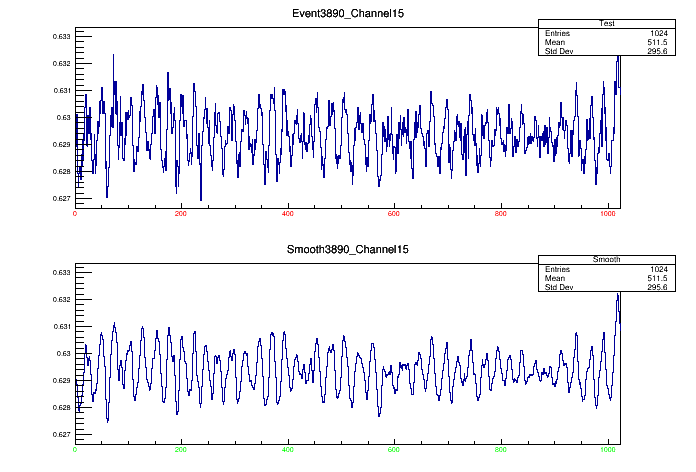 Event3890_Channel15
Test
Entries 1024
Mean 511.5
Std Dev 295.6
0.633
0.632
0.631
0.63
0.629
0.628
0.627
0 200 400 600 800 1000
Smooth3890_Channel15
Smooth
Entries 1024
Mean 511.5
Std Dev 295.6
0.633
0.632
0.631
0.63
0.629
0.628
0.627
0 200 400 600 800 1000